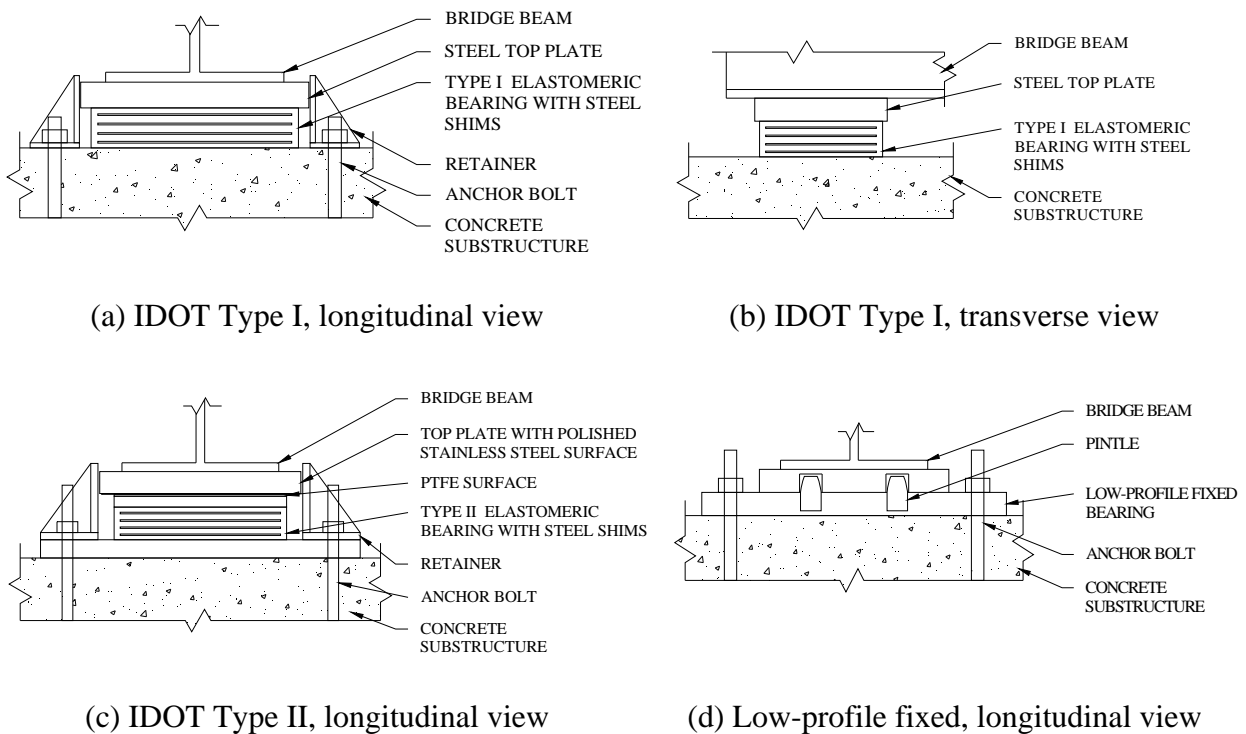 BRIDGE BEAM
STEEL TOP PLATE
TYPE I ELASTOMERIC
BEARING WITH STEEL
SHIMS
RETAINER
ANCHOR BOLT
CONCRETE
SUBSTRUCTURE
(a) IDOT Type I, longitudinal view
BRIDGE BEAM
STEEL TOP PLATE
TYPE I ELASTOMERIC
BEARING WITH STEEL
SHIMS
CONCRETE
SUBSTRUCTURE
(b) IDOT Type I, transverse view
BRIDGE BEAM
TOP PLATE WITH POLISHED
STAINLESS STEEL SURFACE
PTFE SURFACE
TYPE II ELASTOMERIC
BEARING WITH STEEL SHIMS
RETAINER
ANCHOR BOLT
CONCRETE
SUBSTRUCTURE
(c) IDOT Type II, longitudinal view
BRIDGE BEAM
PINTLE
LOW-PROFILE FIXED
BEARING
ANCHOR BOLT
CONCRETE
SUBSTRUCTURE
(d) Low-profile fixed, longitudinal view